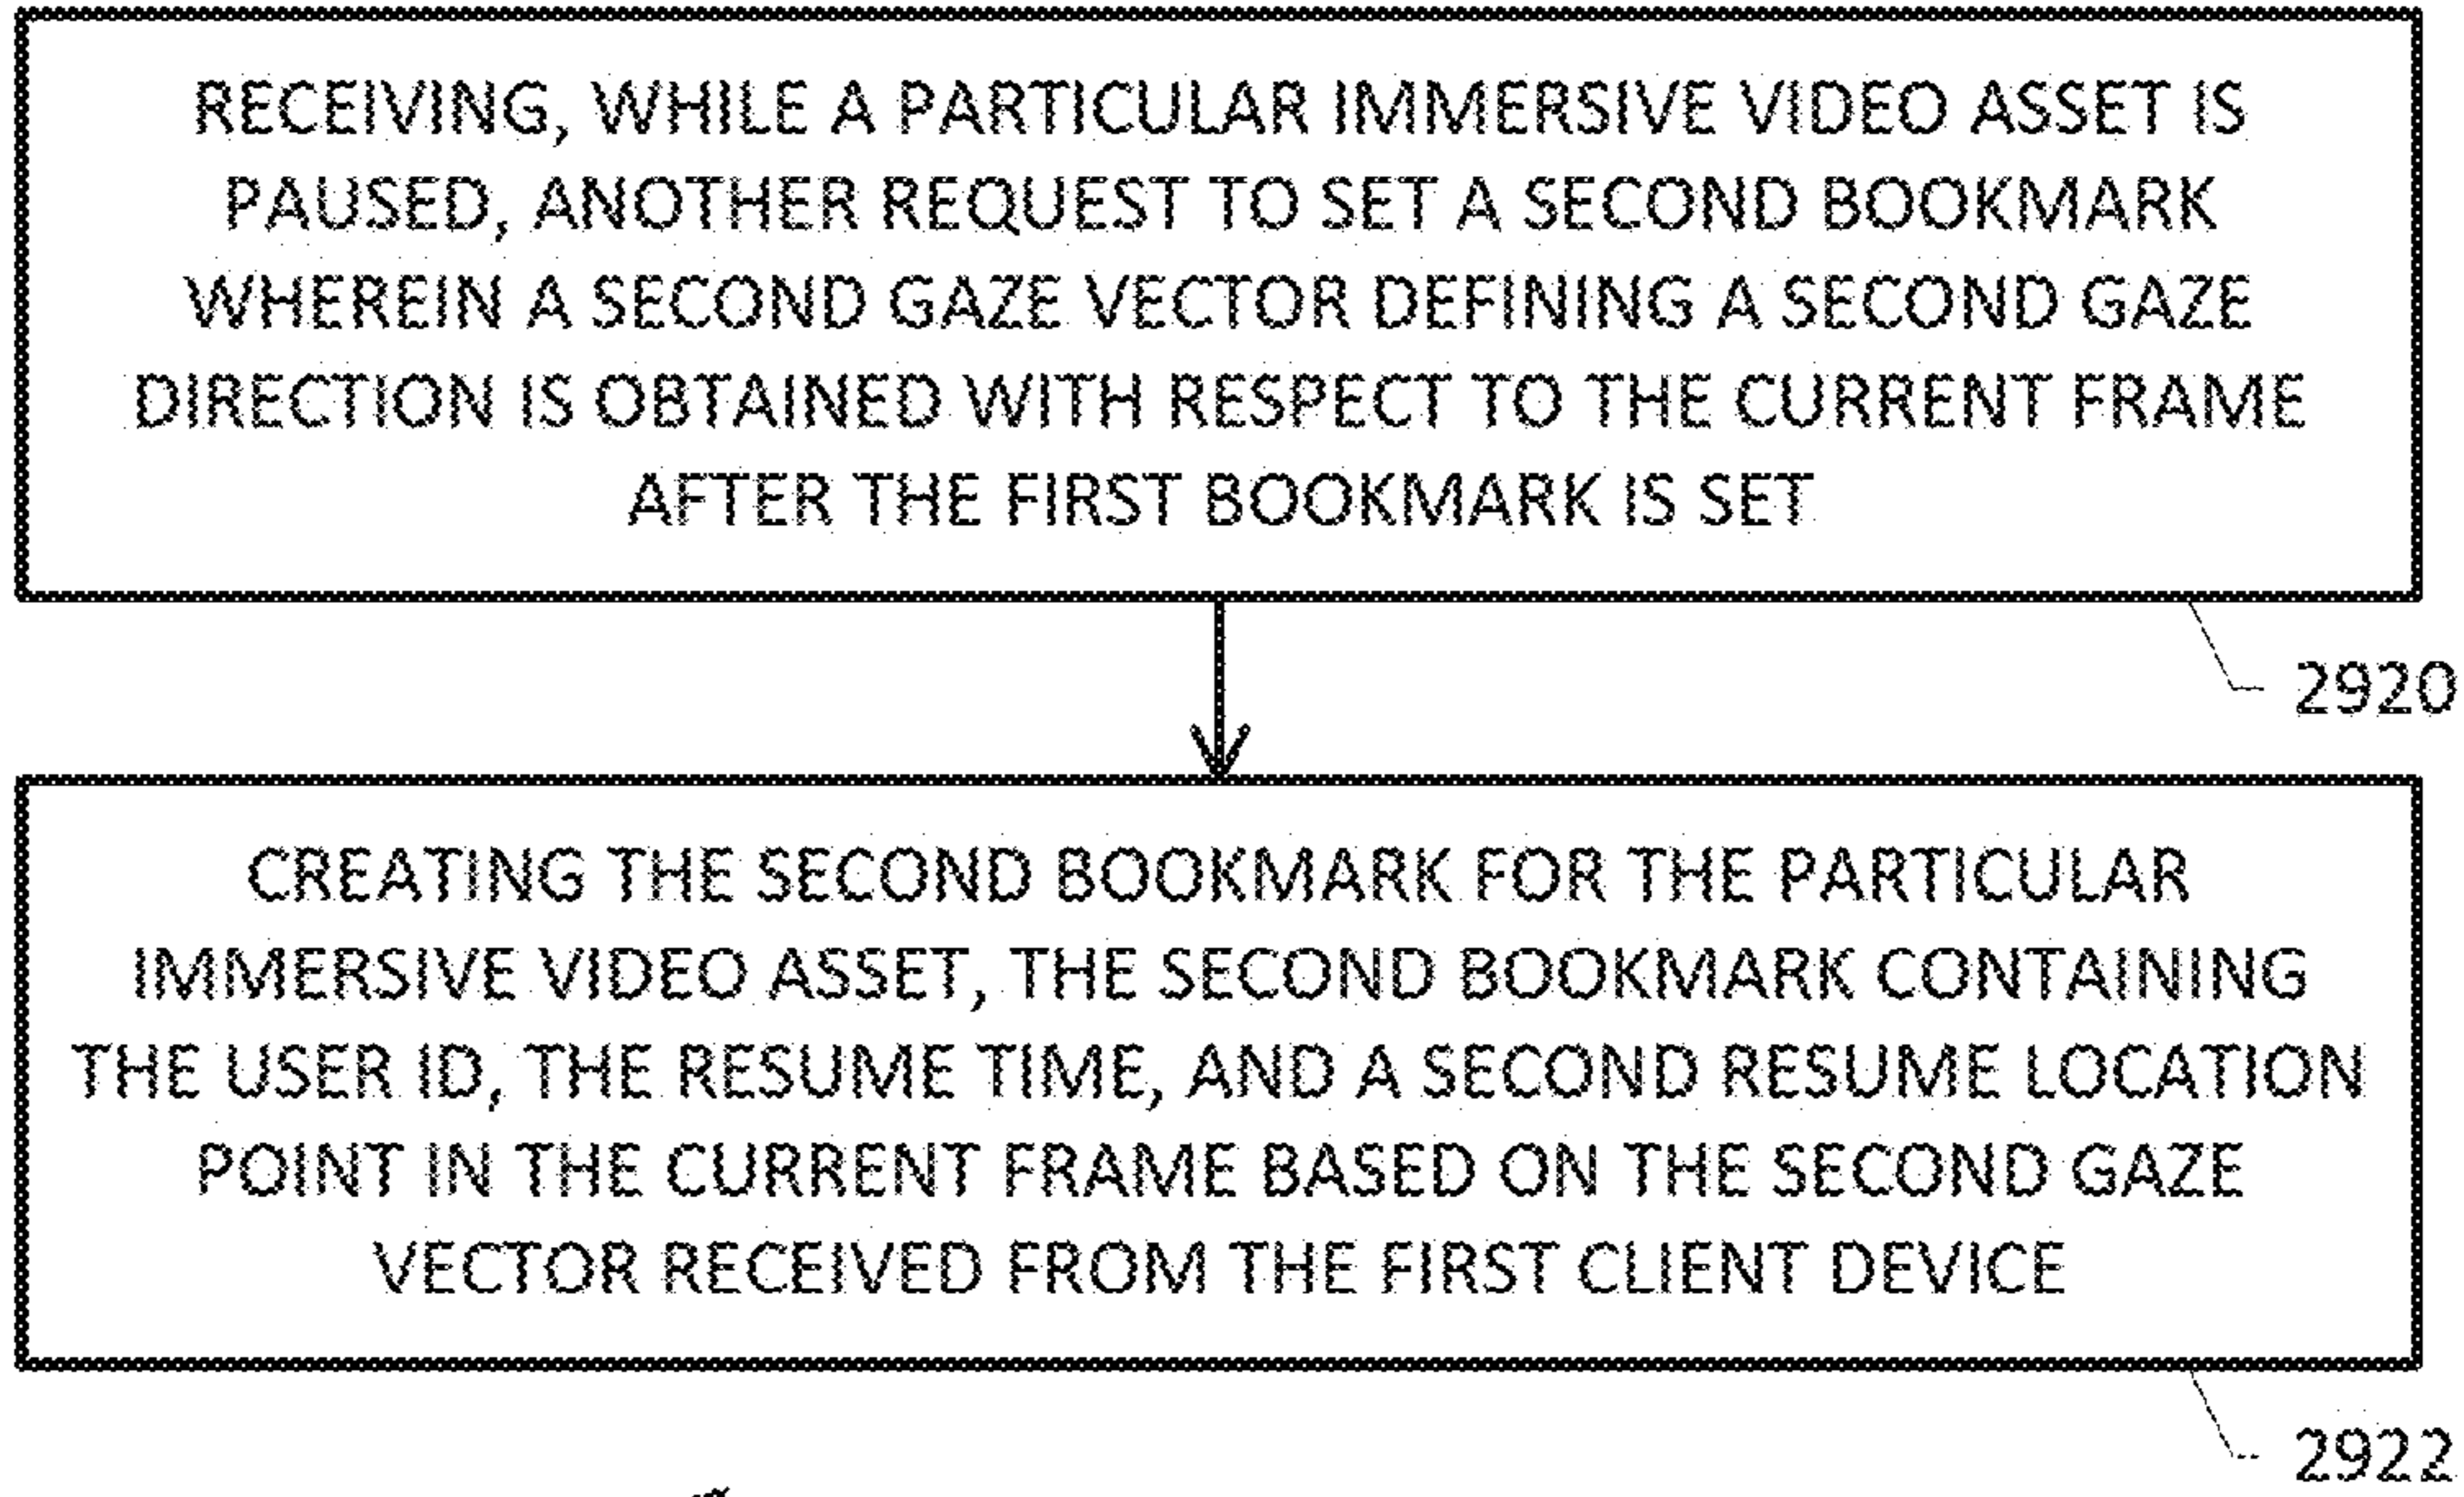 RECEIVING, WHILE A PARTICULAR IMMERSIVE VIDEO ASSET IS
PAUSED, ANOTHER REQUEST TO SET A SECOND BOOKMARK
WHEREIN A SECOND GAZE VECTOR DEFINING A SECOND GAZE
DIRECTION IS OBTAINED WITH RESPECT TO THE CURRENT FRAME
AFTER THE FIRST BOOKMARK IS SET
2920
CREATING THE SECOND BOOKMARK FOR THE PARTICULAR
IMMERSIVE VIDEO ASSET, THE SECOND BOOKMARK CONTAINING
THE USER ID, THE RESUME TIME, AND A SECOND RESUME LOCATION
POINT IN THE CURRENT FRAME BASED ON THE SECOND GAZE
VECTOR RECEIVED FROM THE FIRST CLIENT DEVICE
2922